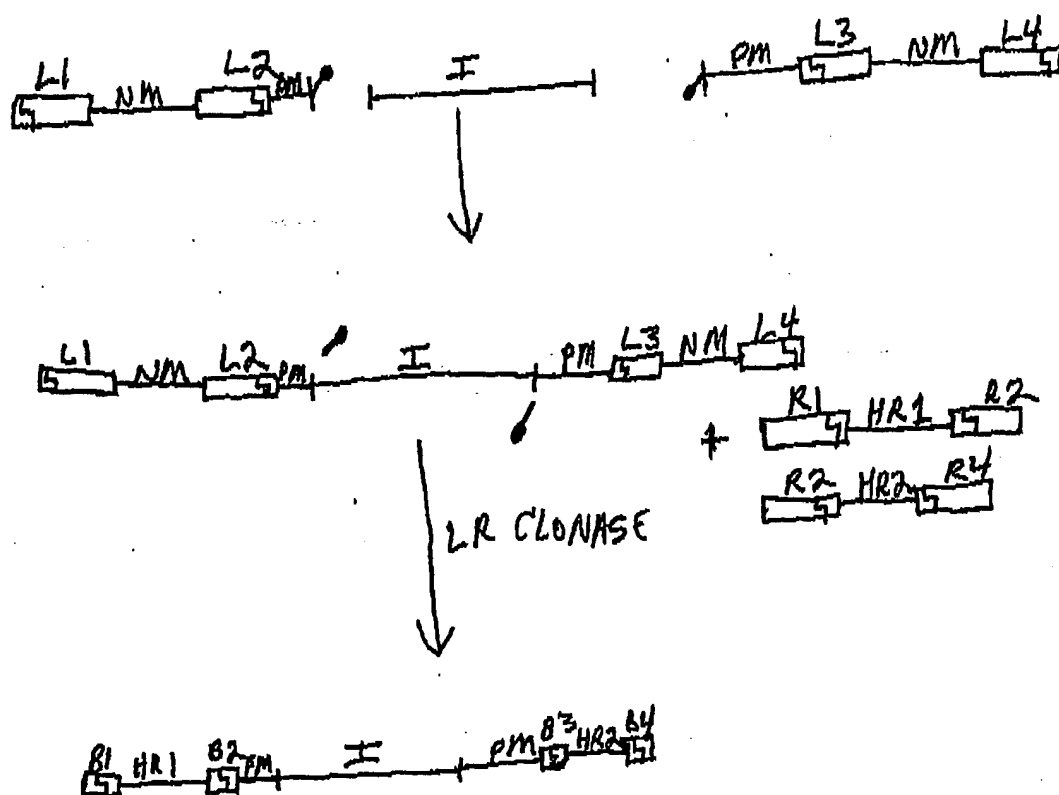 L1 NM L2 PM I PM L3 NM L4
L1 NM L2 PM I PM L3 NM L4
+ R1 HR1 R2
R2 HR2 R4
LR CLONASE
B1 HR1 B2 PM I PM B3 HR2 B4